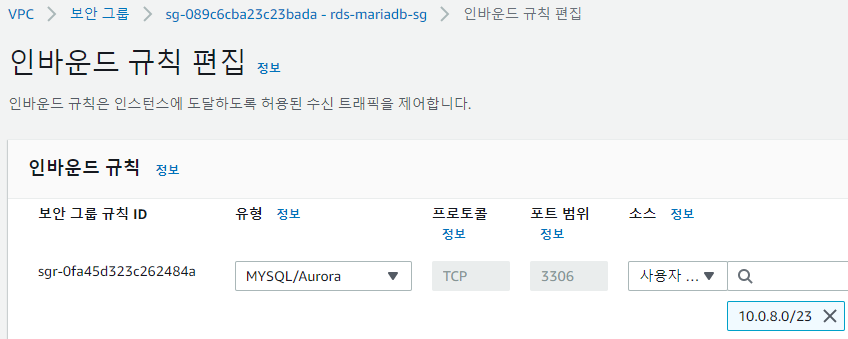 VPC > 보안 그룹 > sg-089c6cba23c23bada - rds-mariadb-sg > 인바운드 규칙 편집
인바운드 규칙 편집 정보
인바운드 규칙은 인스턴스에 도달하도록 허용된 수신 트래픽을 제어합니다.
인바운드 규칙 정보
보안 그룹 규칙 ID 유형 정보 프로토콜 포트 범위 소스 정보
정보 정보
sgr-0fa45d323c262484a MYSQL/Aurora TCP 3306 사용자 ...
10.0.8.0/23